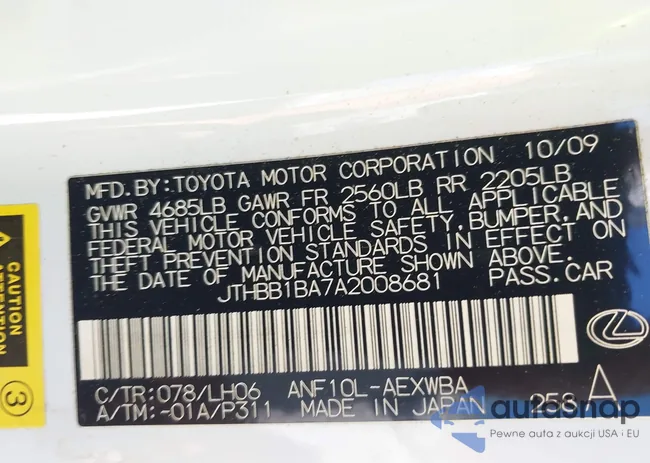 MFD. BY: TOYOTA MOTOR CORPORATION 10/09
GVWR 4685LB GAWR FR 2560LB RR 2205LB
THIS VEHICLE CONFORMS TO ALL APPLICABLE
FEDERAL MOTOR VEHICLE SAFETY, BUMPER, AND
THEFT PREVENTION STANDARDS IN EFFECT ON
THE DATE OF MANUFACTURE SHOWN ABOVE.
JTHBB1BA7A2008681 PASS. CAR
C/TR: 078/LH06 ANF10L-AEXWBA
A/TM: -01A/P311 MADE IN JAPAN
CAUTION
ATTENTION
3
autosnap
Pewne auta z aukcji USA i EU